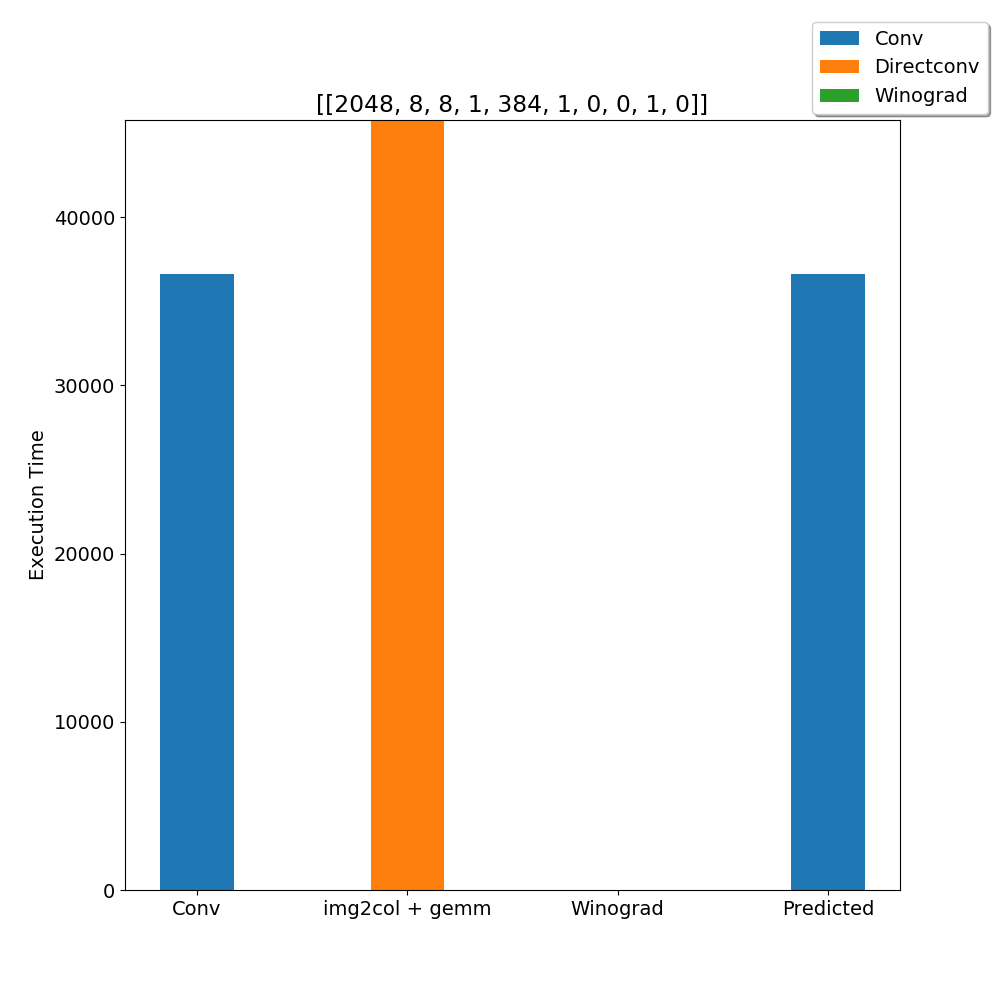 Conv
Directconv
Winograd
[[2048, 8, 8, 1, 384, 1, 0, 0, 1, 0]]
40000
30000
20000
10000
0
Execution Time
Conv
img2col + gemm
Winograd
Predicted